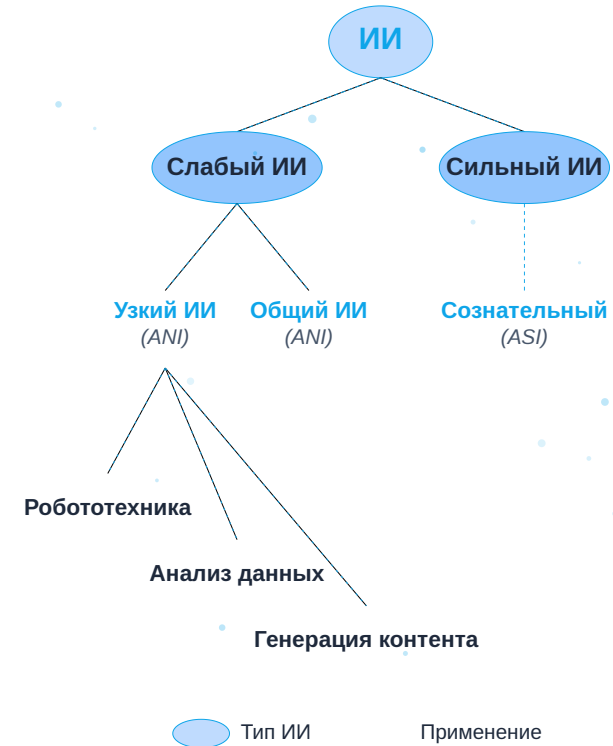 ИИ
Слабый ИИ
Сильный ИИ
Узкий ИИ
(ANI)
Общий ИИ
(ANI)
Сознательный
(ASI)
Робототехника
Анализ данных
Генерация контента
Тип ИИ
Применение